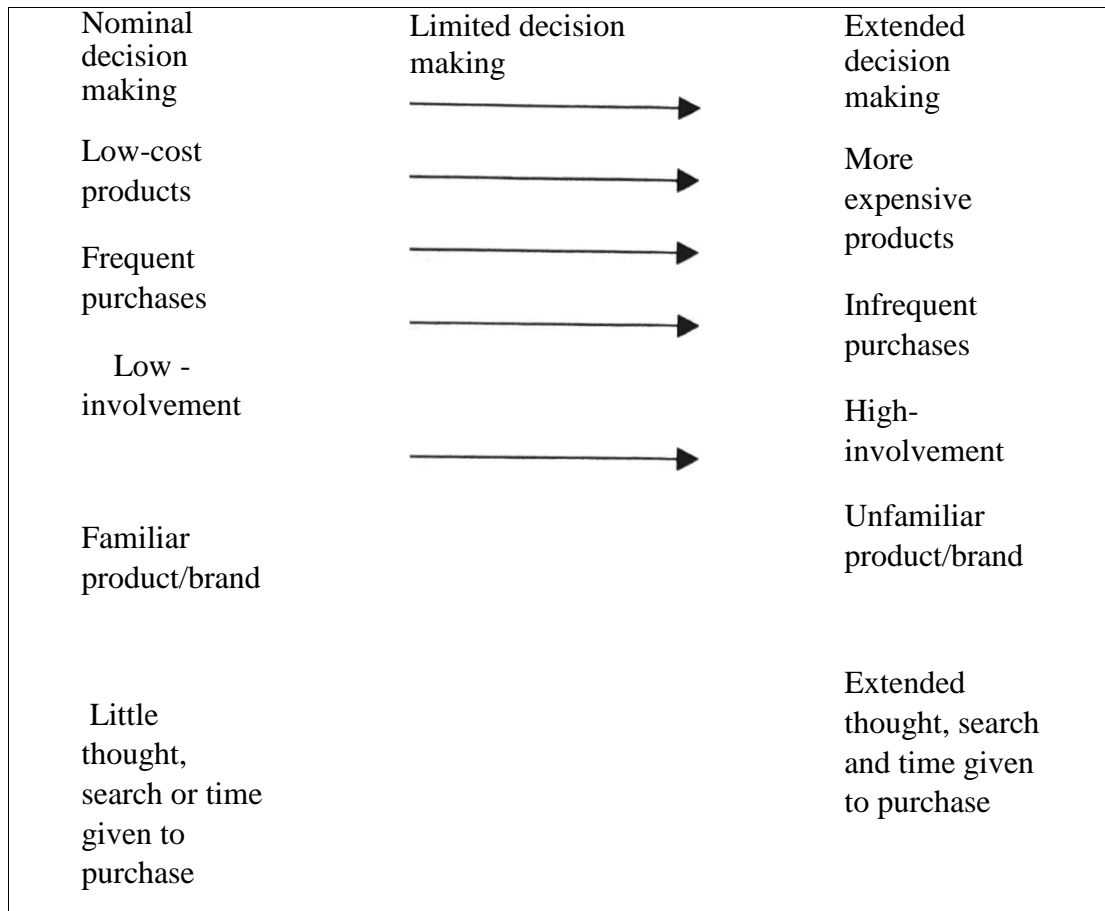 Nominal
decision
making
Limited decision
making
Extended
decision
making
Low-cost
products
More
expensive
products
Frequent
purchases
Infrequent
purchases
Low -
involvement
High-
involvement
Familiar
product/brand
Unfamiliar
product/brand
Little
thought,
search or time
given to
purchase
Extended
thought, search
and time given
to purchase